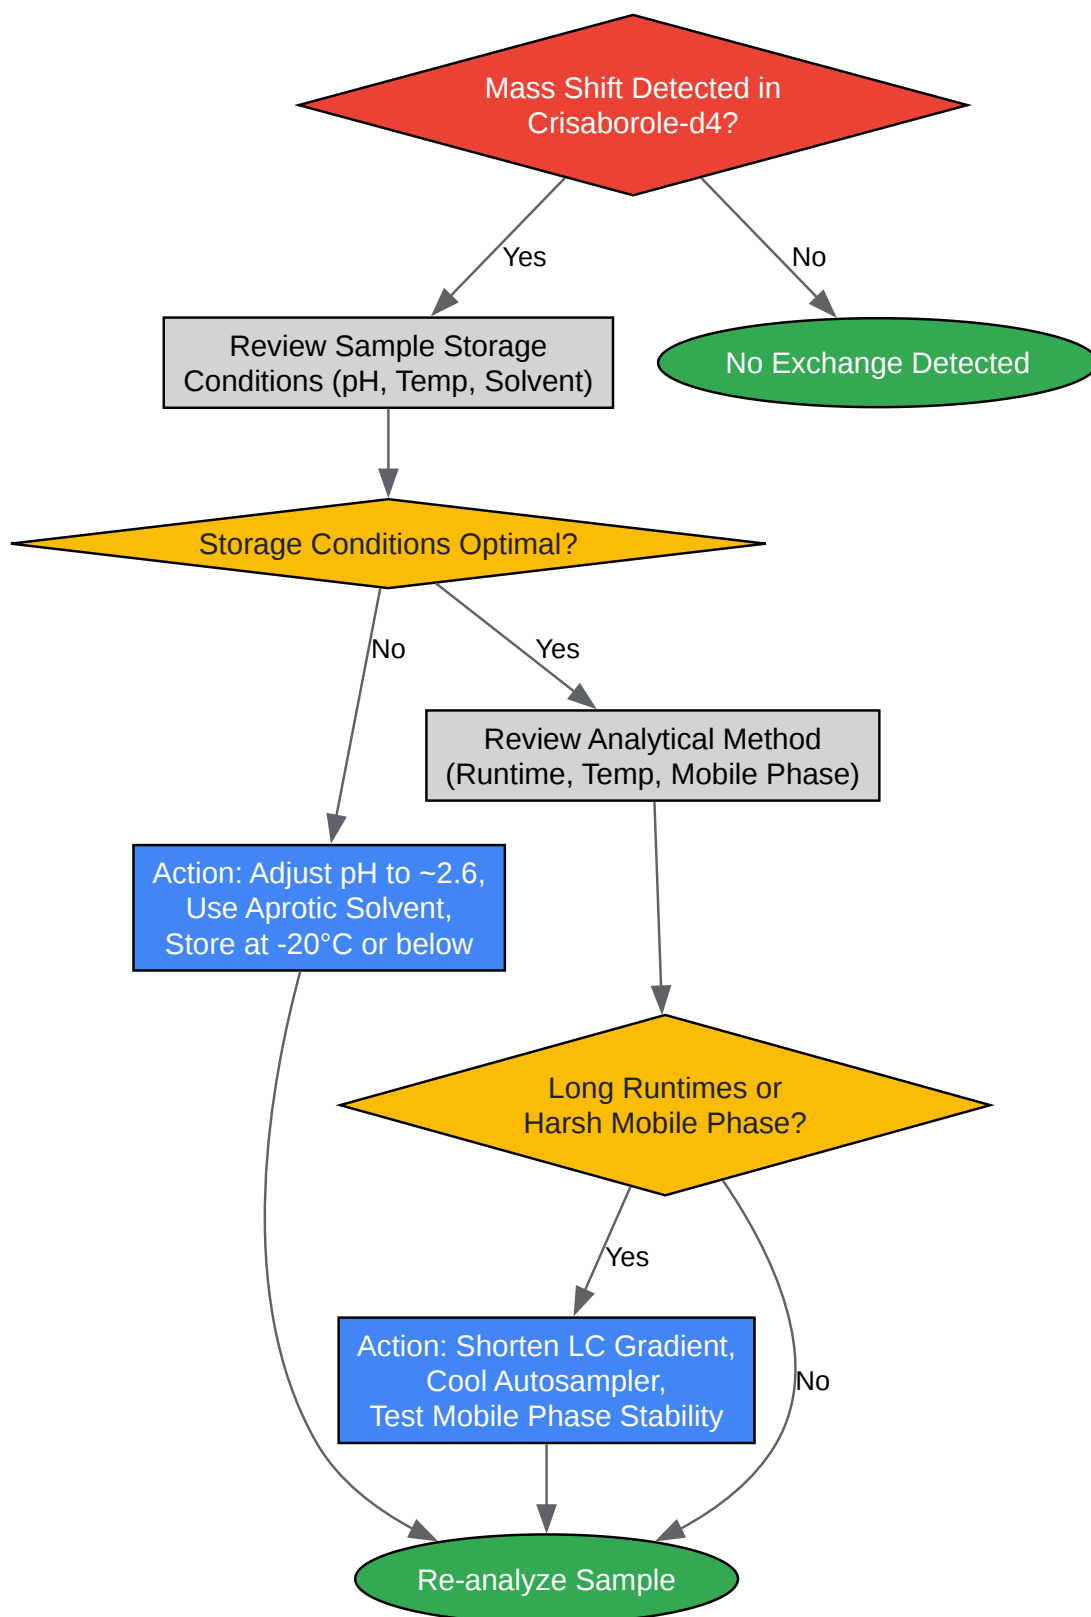 Mass Shift Detected in
Crisaborole-d4?
Yes
No
Review Sample Storage
Conditions (pH, Temp, Solvent)
No Exchange Detected
Storage Conditions Optimal?
No
Yes
Review Analytical Method
(Runtime, Temp, Mobile Phase)
Action: Adjust pH to ~2.6,
Use Aprotic Solvent,
Store at -20°C or below
Long Runtimes or
Harsh Mobile Phase?
Yes
No
Action: Shorten LC Gradient,
Cool Autosampler,
Test Mobile Phase Stability
Re-analyze Sample